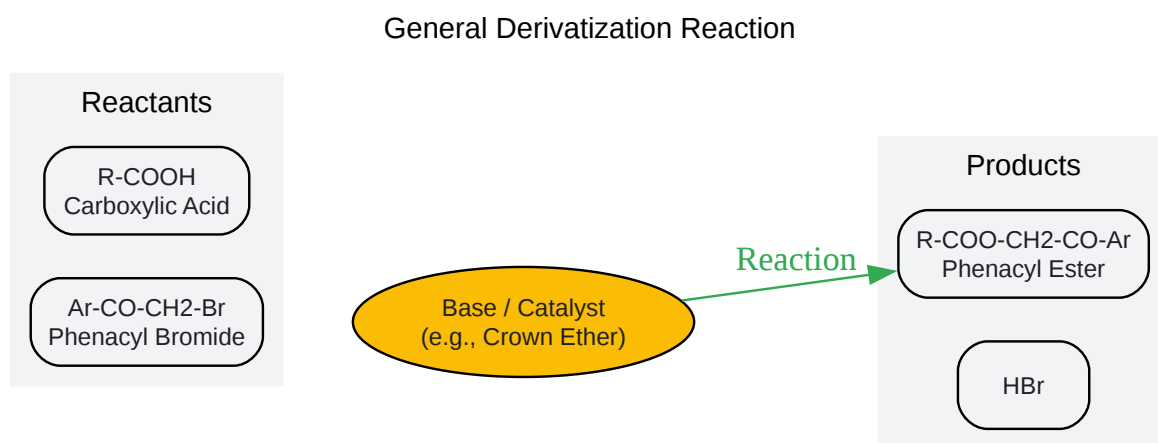 General Derivatization Reaction
Reactants
R-COOH
Carboxylic Acid
Ar-CO-CH2-Br
Phenacyl Bromide
Base / Catalyst
(e.g., Crown Ether)
Reaction
Products
R-COO-CH2-CO-Ar
Phenacyl Ester
HBr